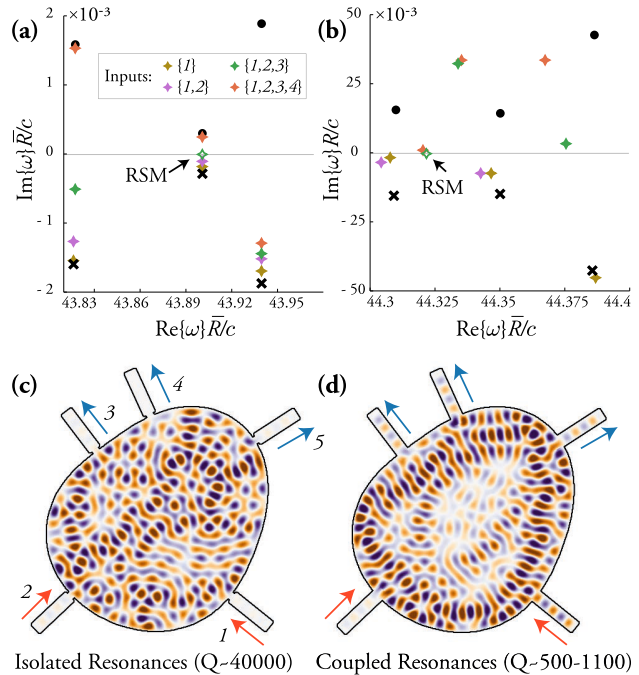 (a)
×10⁻³
2
1
0
-1
-2
Im{ω}R̅/c
Inputs:
{1}
{1,2}
{1,2,3}
{1,2,3,4}
RSM
43.83 43.86 43.89 43.92 43.95
Re{ω}R̅/c
(b)
×10⁻³
50
25
0
-25
-50
Im{ω}R̅/c
RSM
44.3 44.325 44.35 44.375 44.4
Re{ω}R̅/c
(c)
4
3
5
2
1
Isolated Resonances (Q~40000)
(d)
Coupled Resonances (Q~500-1100)